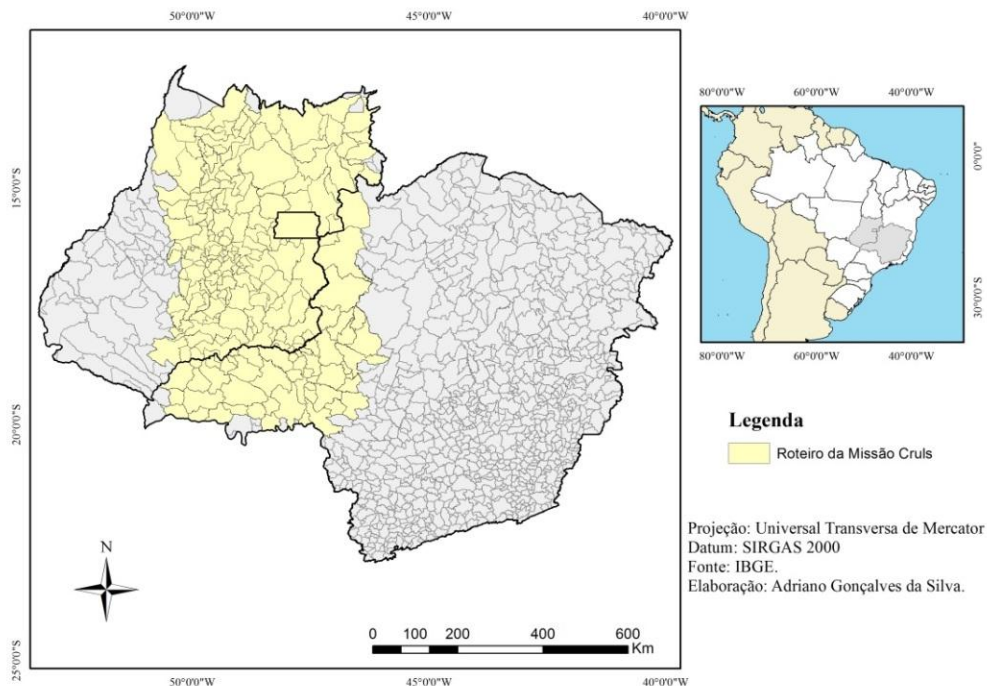 50°0'0"W 45°0'0"W 40°0'0"W
15°0'0"S
20°0'0"S
25°0'0"S
N
0 100 200 400 600
Km
50°0'0"W 45°0'0"W 40°0'0"W
80°0'0"W 60°0'0"W 40°0'0"W
0°0'0"
30°0'0"S
80°0'0"W 60°0'0"W 40°0'0"W
Legenda
Roteiro da Missão Cruls
Projeção: Universal Transversa de Mercator
Datum: SIRGAS 2000
Fonte: IBGE.
Elaboração: Adriano Gonçalves da Silva.